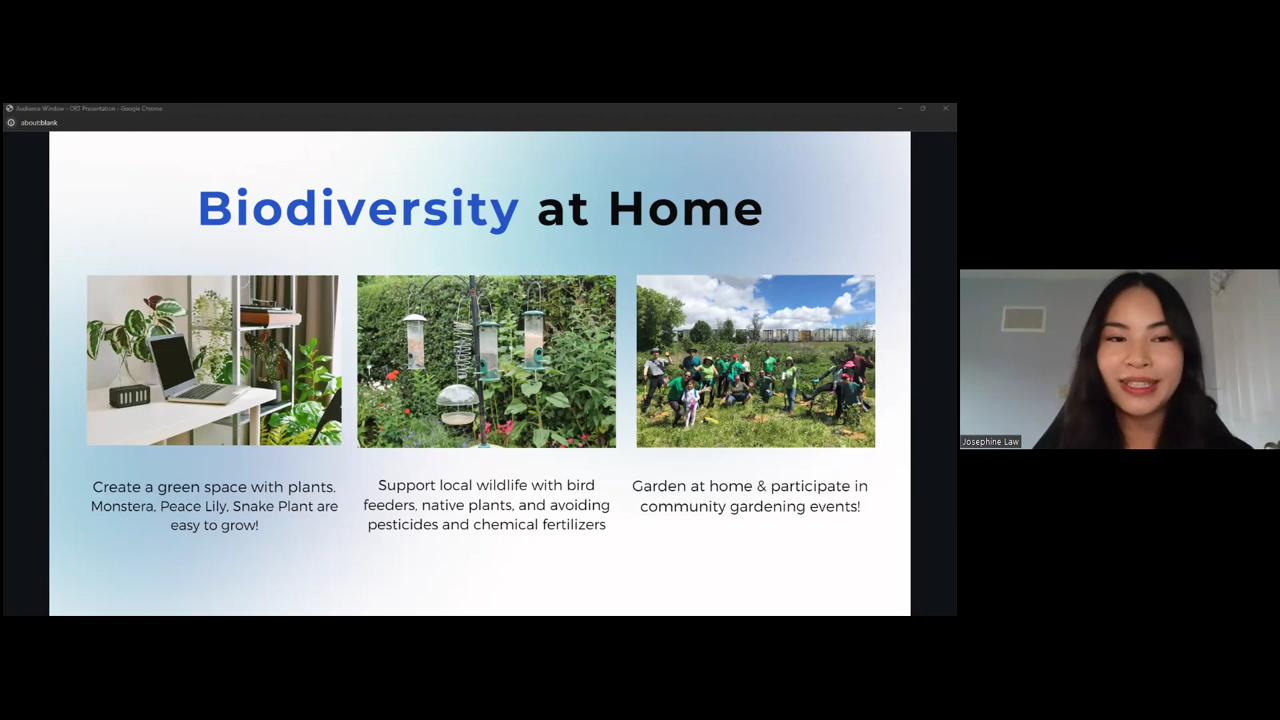 Audience Window - ORT Presentation - Google Chrome
about:blank
Biodiversity at Home
Create a green space with plants.
Monstera, Peace Lily, Snake Plant are
easy to grow!
Support local wildlife with bird
feeders, native plants, and avoiding
pesticides and chemical fertilizers
Garden at home & participate in
community gardening events!
Josephine Law